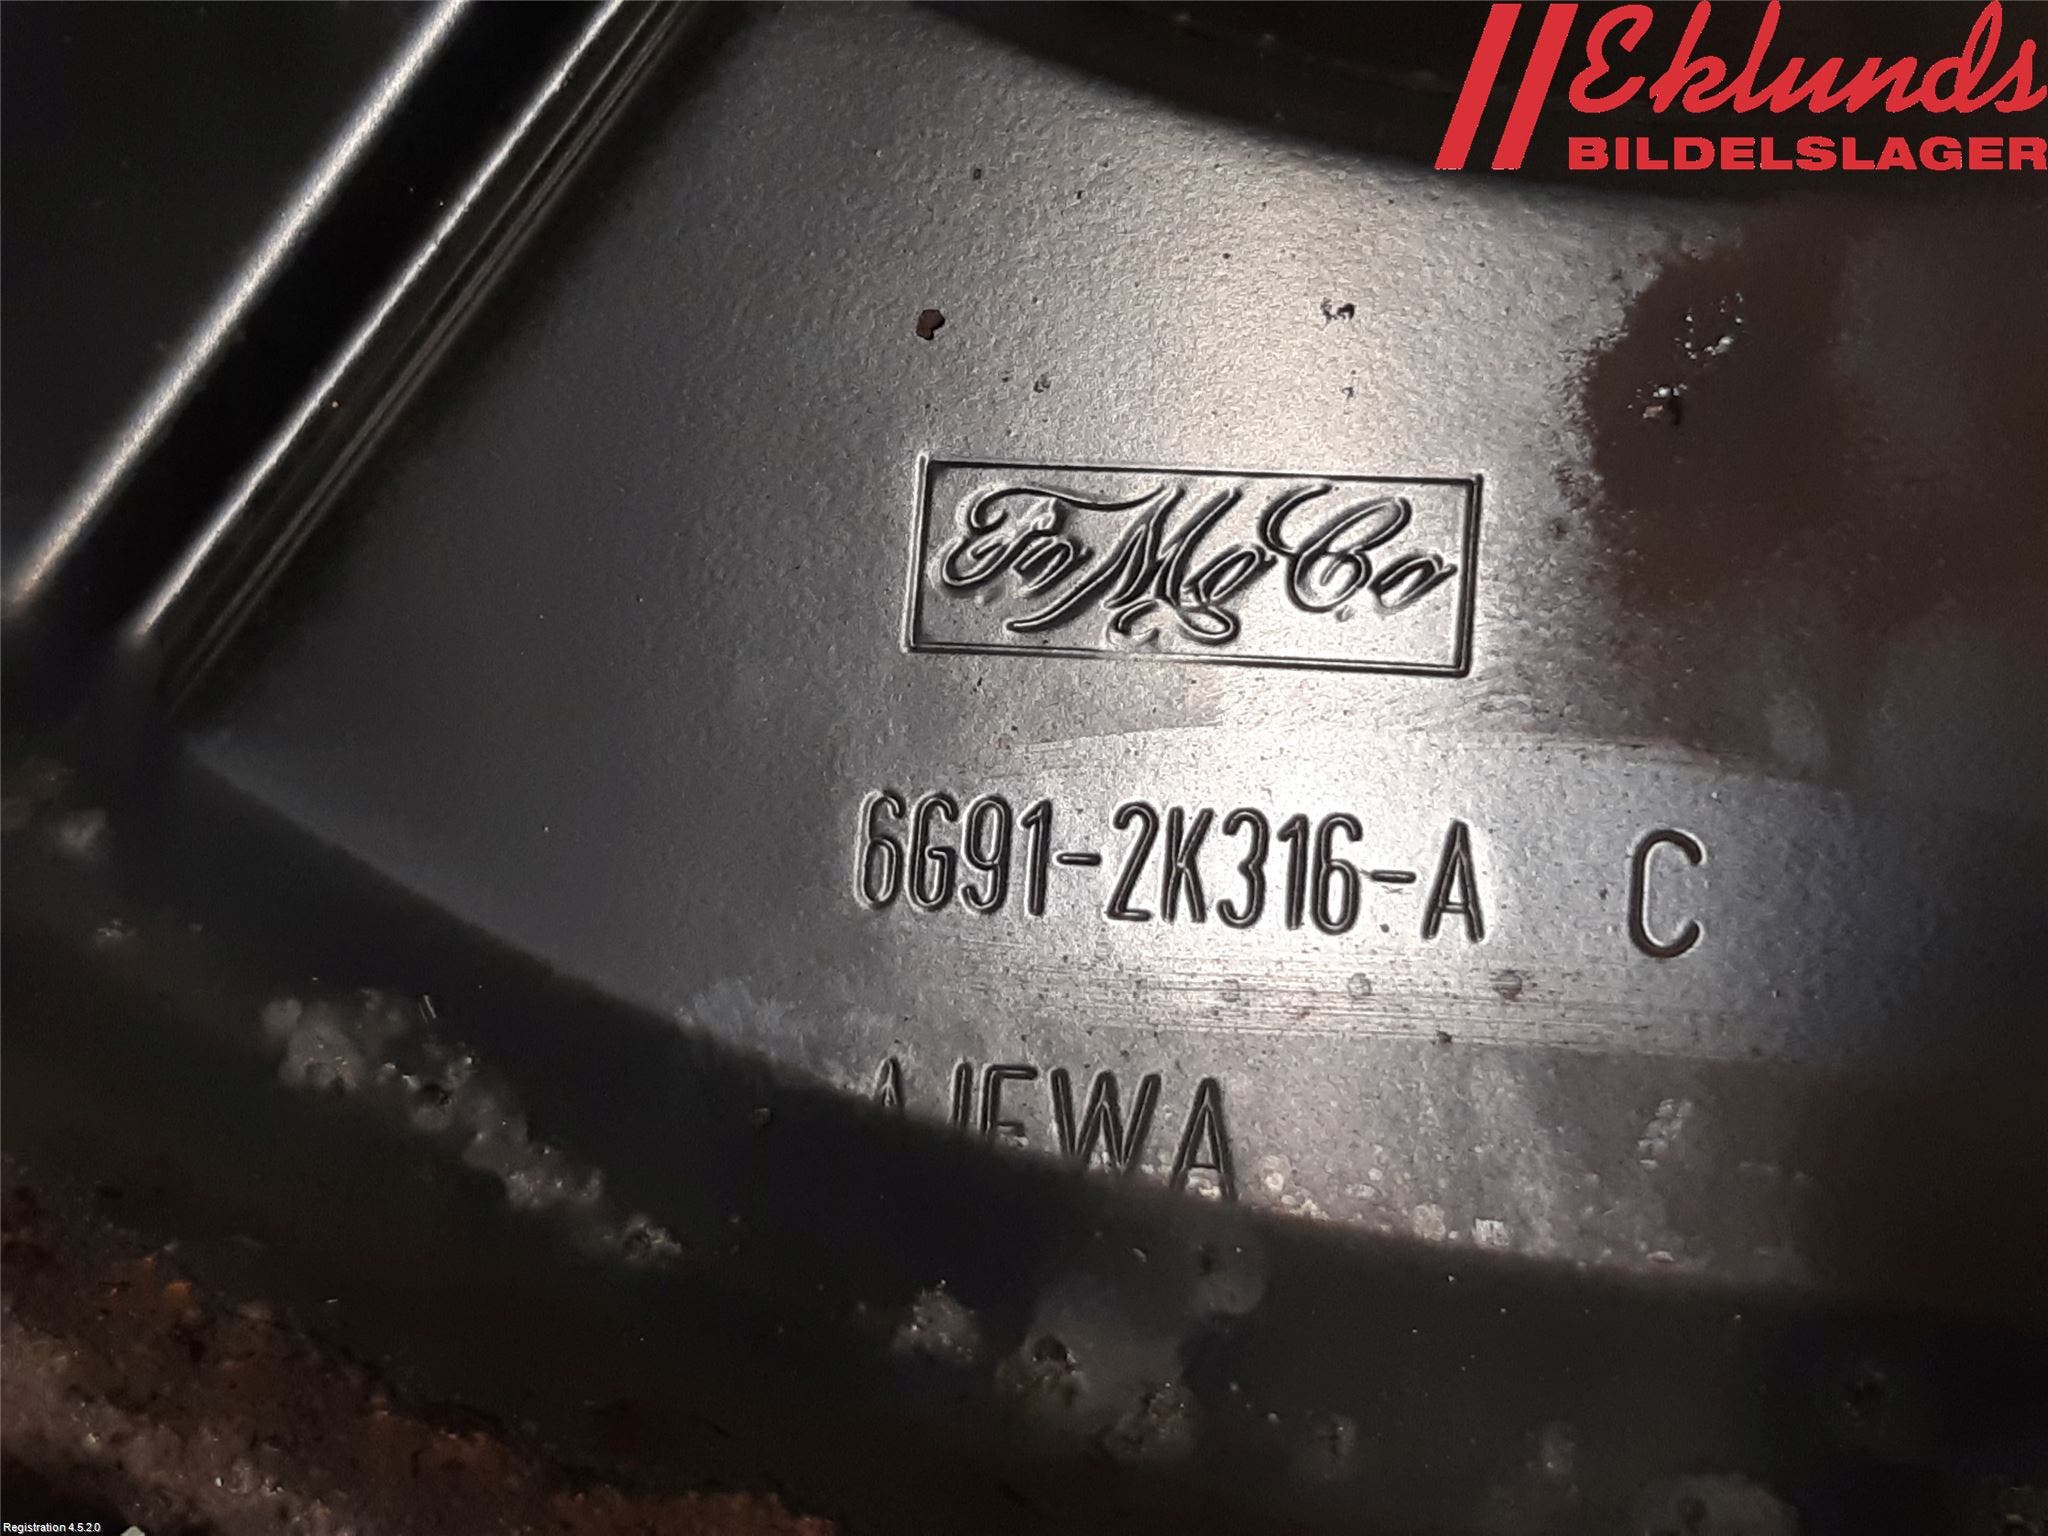 Eklunds
BILDELSLAGER
FoMoCo
6G91-2K316-A C
Registration 4.5.2.0